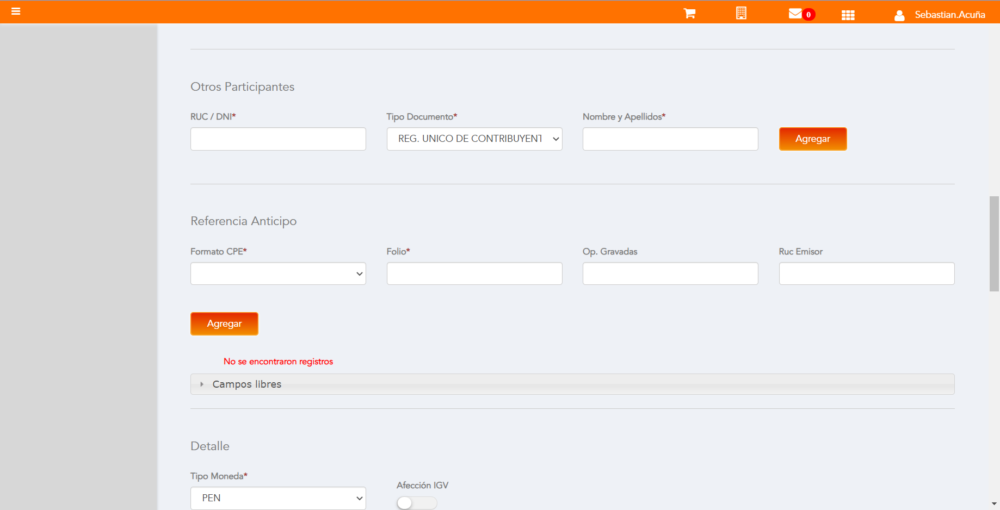 0
Sebastian.Acuña
Otros Participantes
RUC / DNI*
Tipo Documento*
Nombre y Apellidos*
REG. UNICO DE CONTRIBUYENT
Agregar
Referencia Anticipo
Formato CPE*
Folio*
Op. Gravadas
Ruc Emisor
Agregar
No se encontraron registros
Campos libres
Detalle
Tipo Moneda*
Afección IGV
PEN